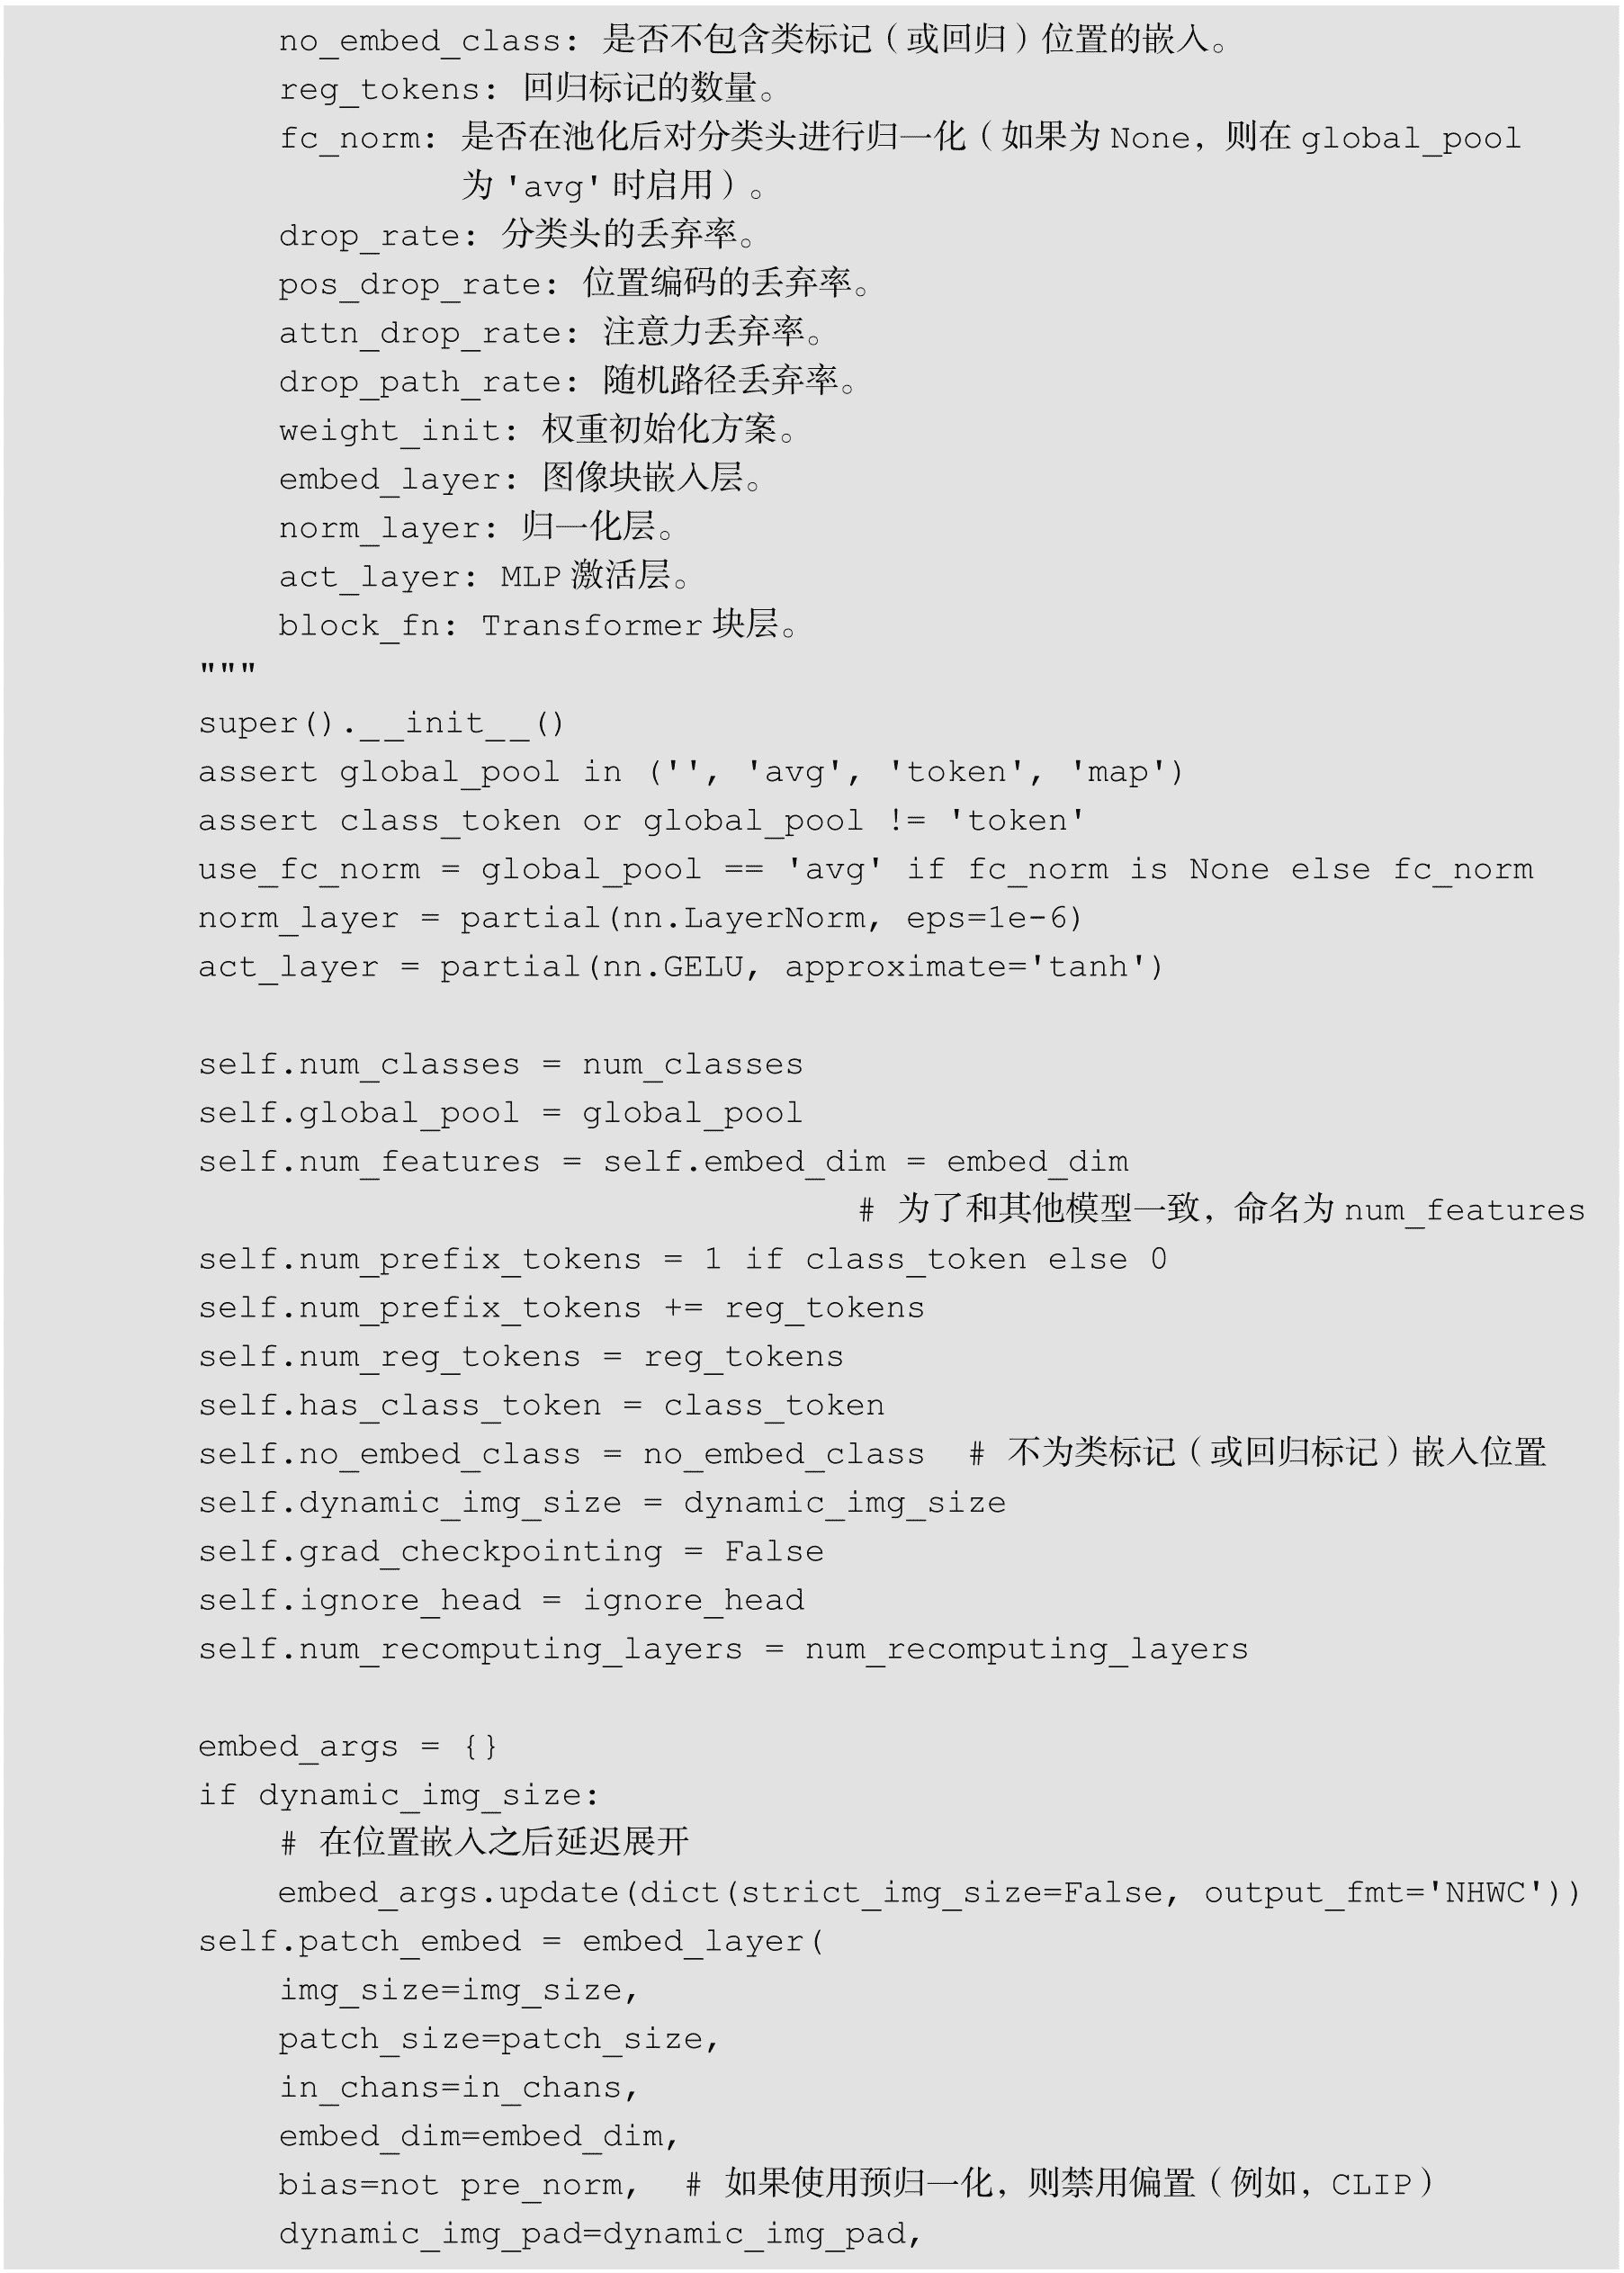 no_embed_class: 是否不包含类标记（或回归）位置的嵌入。
reg_tokens: 回归标记的数量。
fc_norm: 是否在池化后对分类头进行归一化（如果为 None，则在 global_pool
为 'avg' 时启用）。
drop_rate: 分类头的丢弃率。
pos_drop_rate: 位置编码的丢弃率。
attn_drop_rate: 注意力丢弃率。
drop_path_rate: 随机路径丢弃率。
weight_init: 权重初始化方案。
embed_layer: 图像块嵌入层。
norm_layer: 归一化层。
act_layer: MLP 激活层。
block_fn: Transformer 块层。
"""
super().__init__()
assert global_pool in ('', 'avg', 'token', 'map')
assert class_token or global_pool != 'token'
use_fc_norm = global_pool == 'avg' if fc_norm is None else fc_norm
norm_layer = partial(nn.LayerNorm, eps=1e-6)
act_layer = partial(nn.GELU, approximate='tanh')
self.num_classes = num_classes
self.global_pool = global_pool
self.num_features = self.embed_dim = embed_dim
# 为了和其他模型一致，命名为 num_features
self.num_prefix_tokens = 1 if class_token else 0
self.num_prefix_tokens += reg_tokens
self.num_reg_tokens = reg_tokens
self.has_class_token = class_token
self.no_embed_class = no_embed_class  # 不为类标记（或回归标记）嵌入位置
self.dynamic_img_size = dynamic_img_size
self.grad_checkpointing = False
self.ignore_head = ignore_head
self.num_recomputing_layers = num_recomputing_layers
embed_args = {}
if dynamic_img_size:
# 在位置嵌入之后延迟展开
embed_args.update(dict(strict_img_size=False, output_fmt='NHWC'))
self.patch_embed = embed_layer(
img_size=img_size,
patch_size=patch_size,
in_chans=in_chans,
embed_dim=embed_dim,
bias=not pre_norm,  # 如果使用预归一化，则禁用偏置（例如，CLIP）
dynamic_img_pad=dynamic_img_pad,